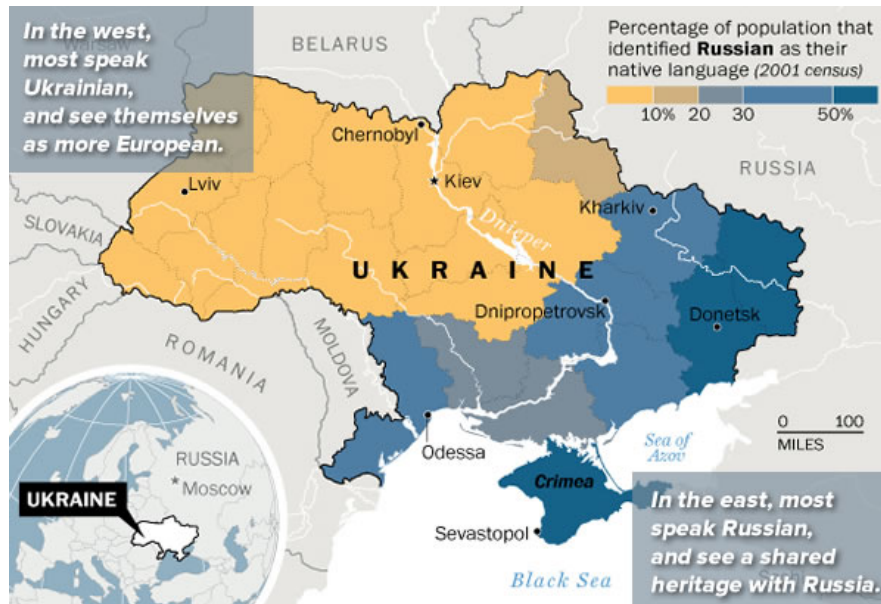 In the west,
most speak
Ukrainian,
and see themselves
as more European.
BELARUS
Percentage of population that
identified Russian as their
native language (2001 census)
10% 20 30 50%
Chernobyl
RUSSIA
Lviv
Kiev
Kharkiv
SLOVAKIA
Dnieper
UKRAINE
HUNGARY
Dnipropetrovsk
Donetsk
MOLDOVA
ROMANIA
0 100
MILES
Odessa
Sea of
Azov
RUSSIA
Moscow
Crimea
UKRAINE
In the east, most
speak Russian,
and see a shared
heritage with Russia.
Sevastopol
Black Sea